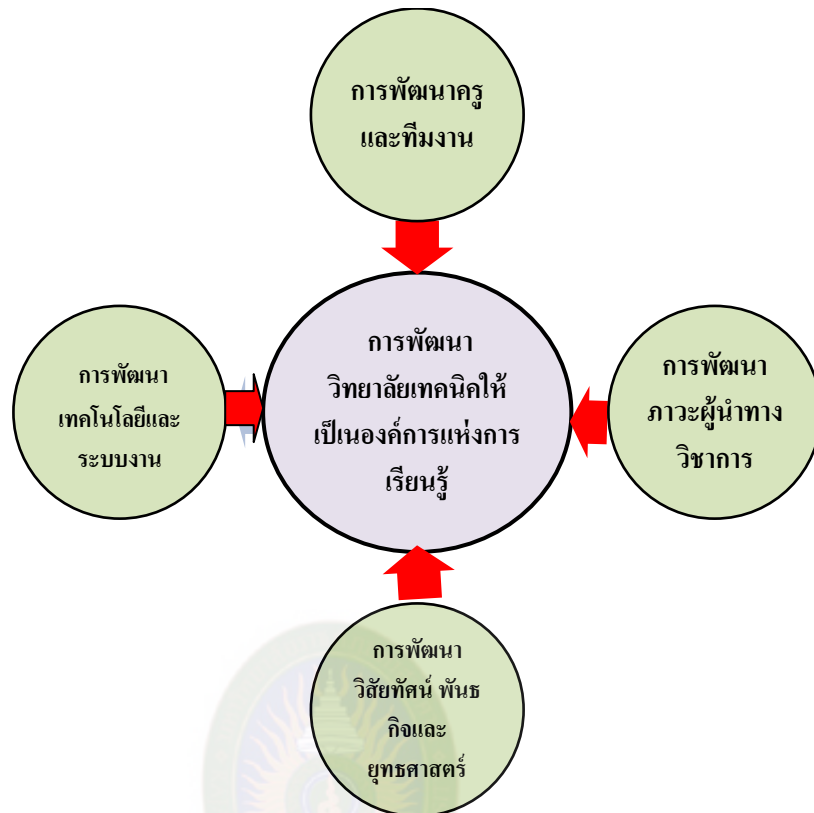 การพัฒนาครู
และทีมงาน
การพัฒนา
เทคโนโลยีและ
ระบบงาน
การพัฒนา
วิทยาลัยเทคนิคให้
เป็นองค์การแห่งการ
เรียนรู้
การพัฒนา
ภาวะผู้นำทาง
วิชาการ
การพัฒนา
วิสัยทัศน์ พันธ
กิจและ
ยุทธศาสตร์